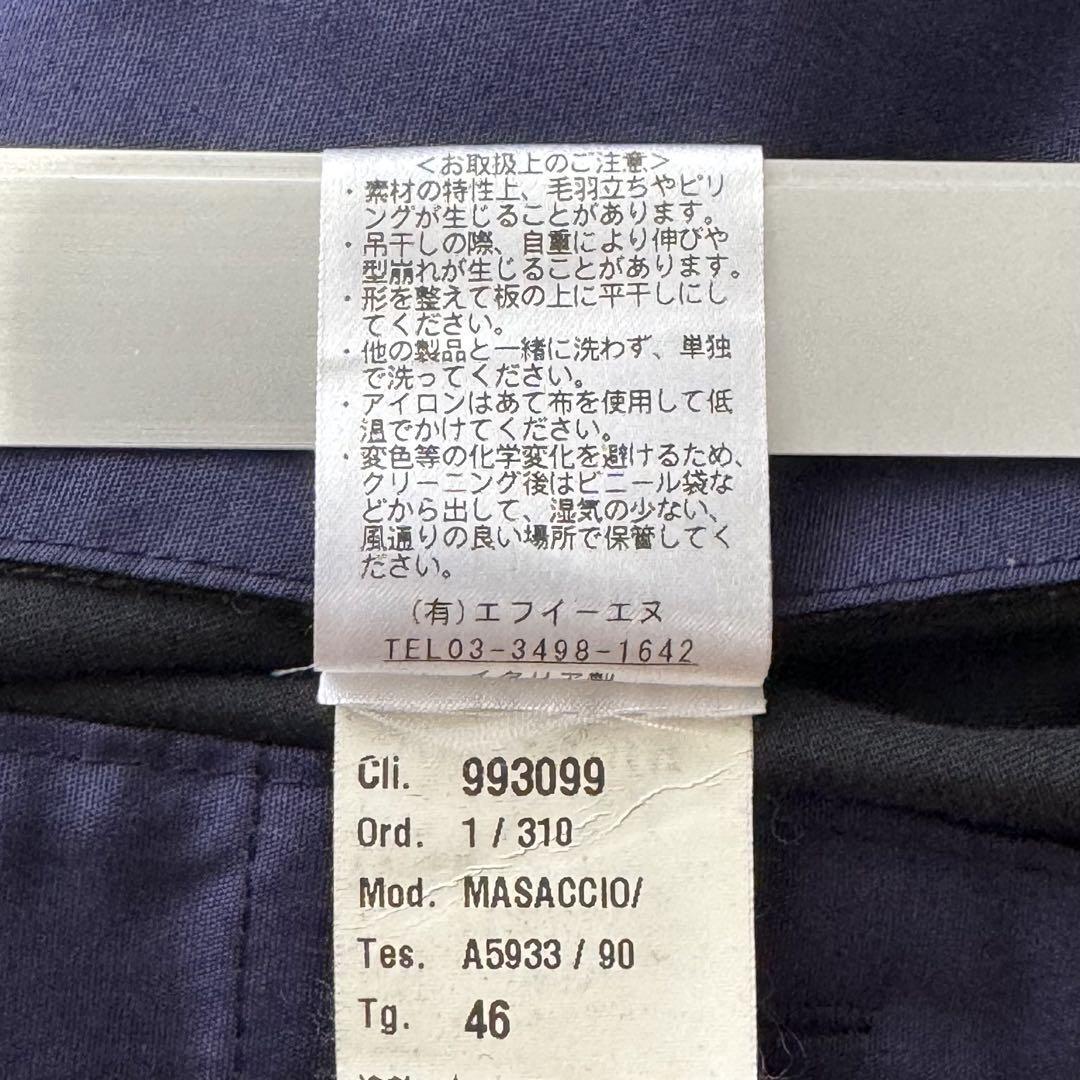 <お取扱上のご注意>
・素材の特性上、毛羽立ちやピリ
ングが生じることがあります。
・吊干しの際、自重により伸びや
型崩れが生じることがあります。
・形を整えて板の上に平干しにし
てください。
・他の製品と一緒に洗わず、単独
で洗ってください。
・アイロンはあて布を使用して低
温でかけてください。
・変色等の化学変化を避けるため、
クリーニング後はビニール袋な
どから出して、湿気の少ない、
風通りの良い場所で保管してく
ださい。
(有)エフイーエヌ
TEL03-3498-1642
イタリア製
Cli. 993099
Ord. 1 / 310
Mod. MASACCIO/
Tes. A5933 / 90
Tg. 46